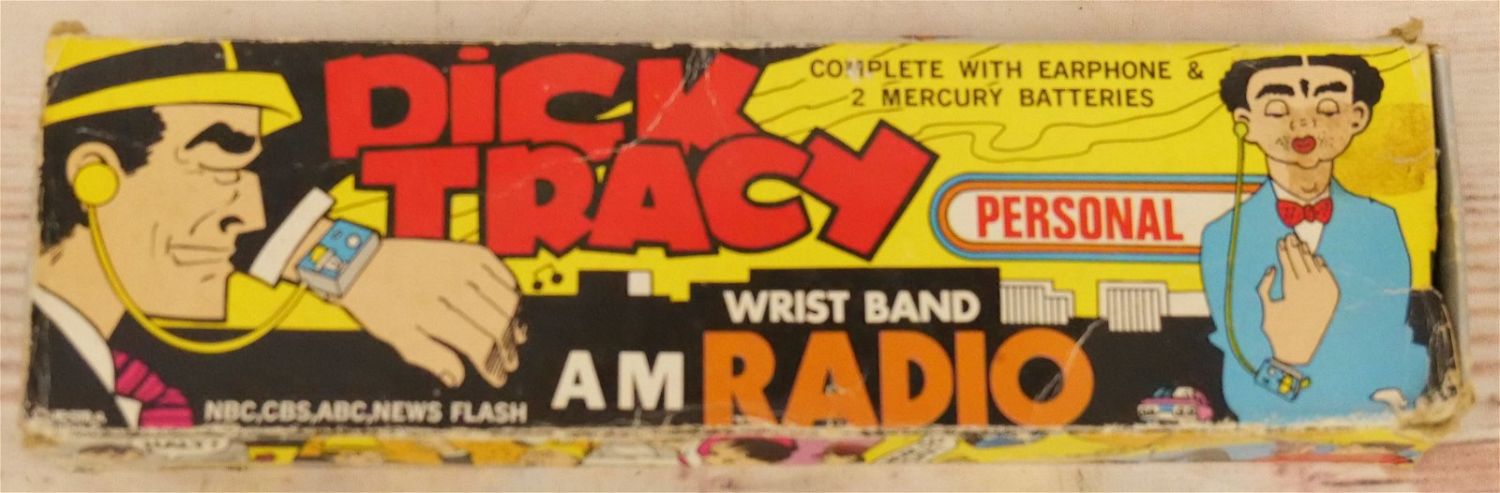 DiCK
TRACY
COMPLETE WITH EARPHONE &
2 MERCURY BATTERIES
PERSONAL
WRIST BAND
AM RADIO
NBC,CBS,ABC,NEWS FLASH